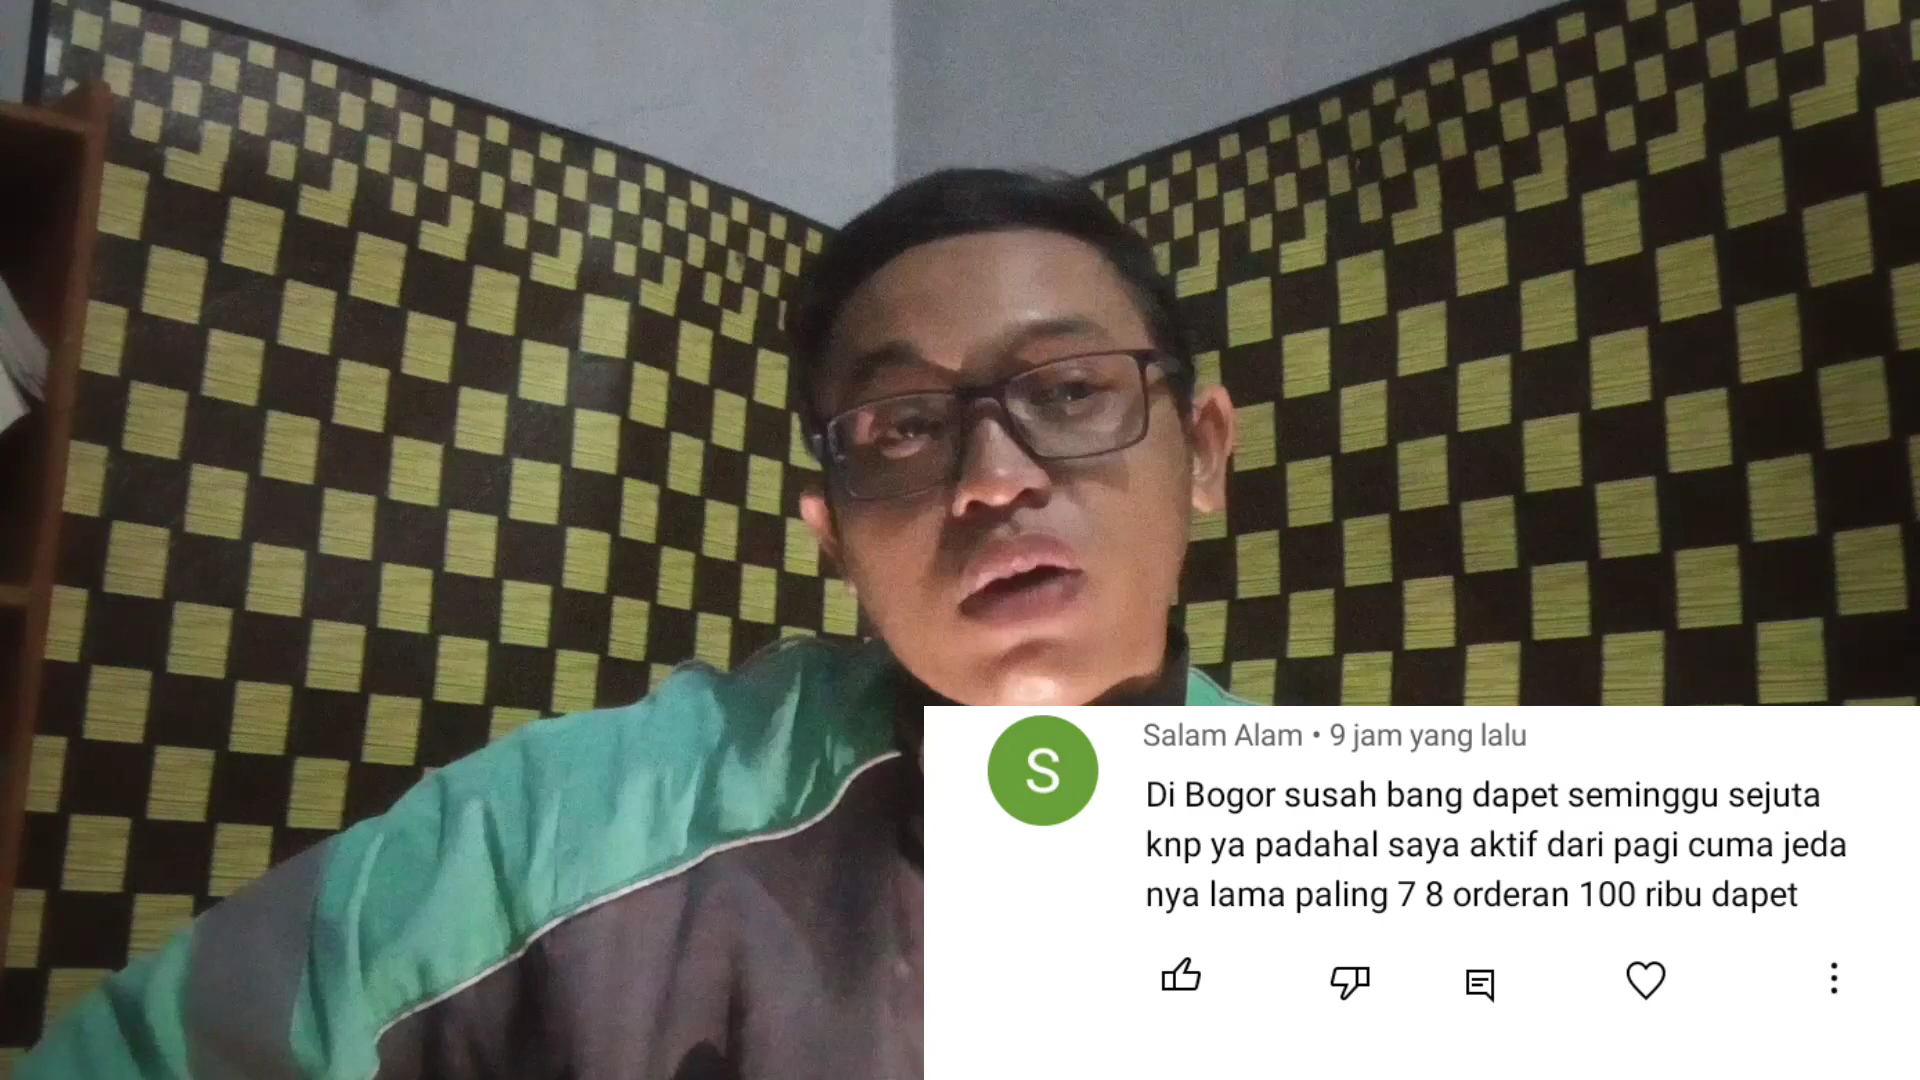 S
Salam Alam • 9 jam yang lalu
Di Bogor susah bang dapet seminggu sejuta
knp ya padahal saya aktif dari pagi cuma jeda
nya lama paling 7 8 orderan 100 ribu dapet